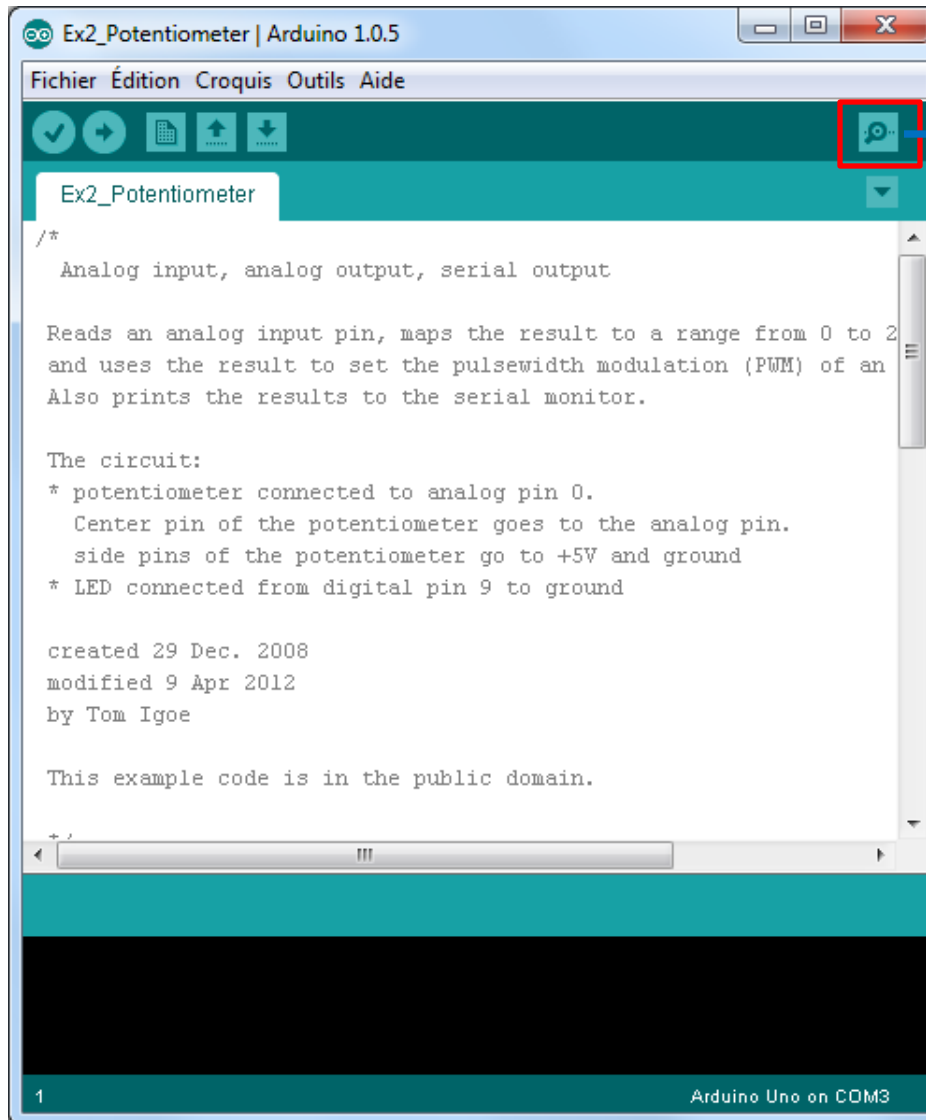 Ex2_Potentiometer | Arduino 1.0.5
Fichier Édition Croquis Outils Aide
Ex2_Potentiometer
/*
Analog input, analog output, serial output
Reads an analog input pin, maps the result to a range from 0 to 2
and uses the result to set the pulsewidth modulation (PWM) of an
Also prints the results to the serial monitor.
The circuit:
* potentiometer connected to analog pin 0.
Center pin of the potentiometer goes to the analog pin.
side pins of the potentiometer go to +5V and ground
* LED connected from digital pin 9 to ground
created 29 Dec. 2008
modified 9 Apr 2012
by Tom Igoe
This example code is in the public domain.
*/
1 Arduino Uno on COM3